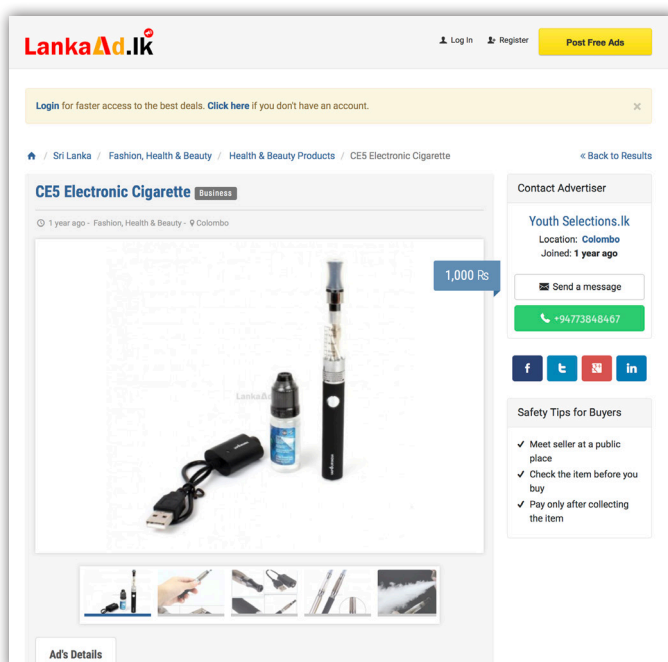 LankaAd.lk
Log In
Register
Post Free Ads
Login for faster access to the best deals. Click here if you don't have an account.
×
/ Sri Lanka / Fashion, Health & Beauty / Health & Beauty Products / CE5 Electronic Cigarette
« Back to Results
CE5 Electronic Cigarette Business
1 year ago - Fashion, Health & Beauty - Colombo
1,000 Rs
Contact Advertiser
Youth Selections.lk
Location: Colombo
Joined: 1 year ago
Send a message
+94773848467
Safety Tips for Buyers
✓ Meet seller at a public
place
✓ Check the item before you
buy
✓ Pay only after collecting
the item
Ad's Details